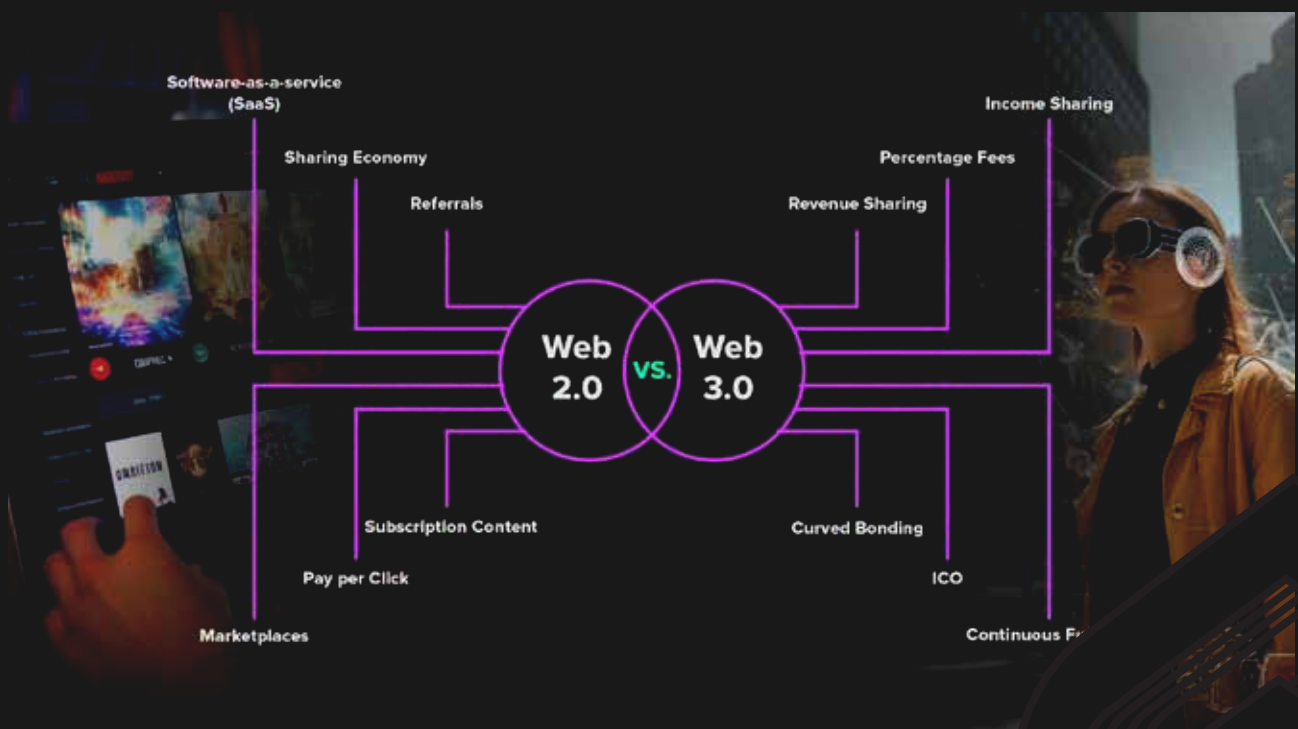 Software-as-a-service
(SaaS)
Sharing Economy
Referrals
Income Sharing
Percentage Fees
Revenue Sharing
Web
2.0
VS.
Web
3.0
Subscription Content
Pay per Click
Marketplaces
Curved Bonding
ICO
Continuous